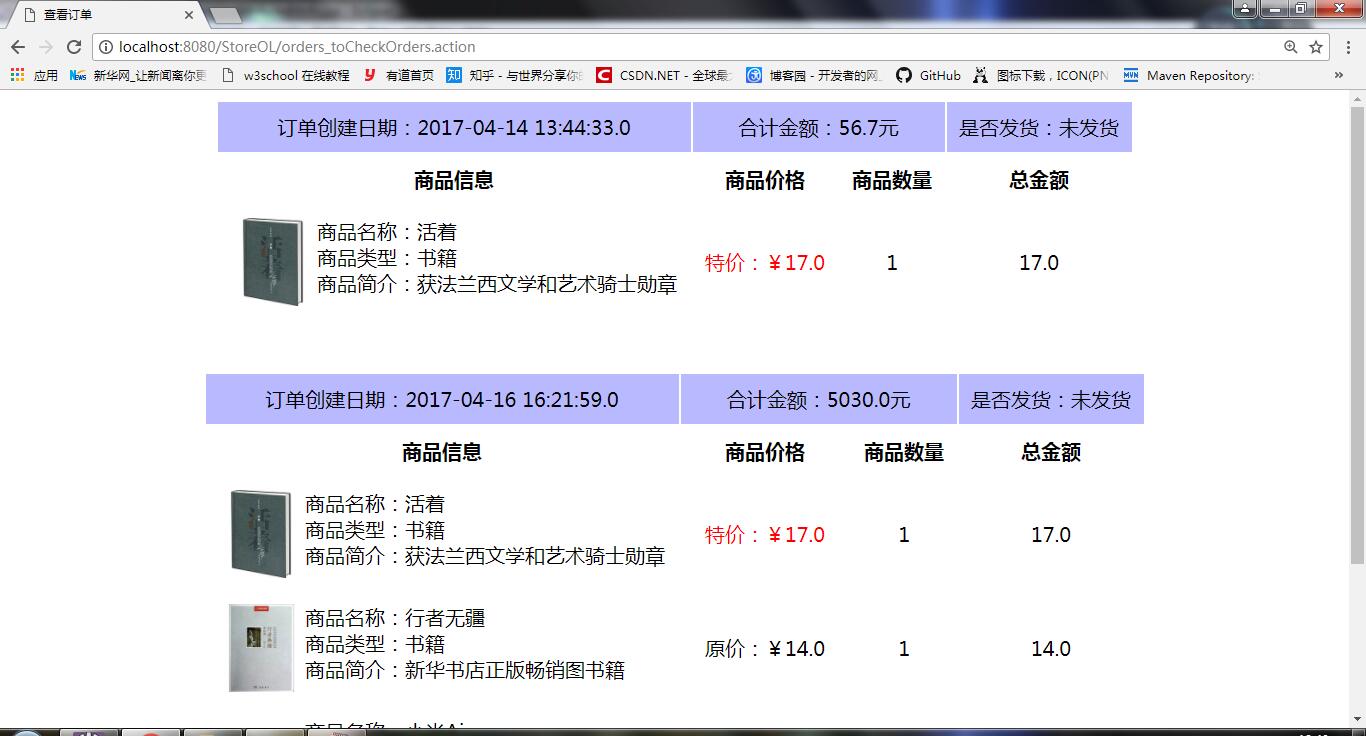 查看订单
localhost:8080/StoreOL/orders_toCheckOrders.action
应用 新华网_让新闻离你更 w3school 在线教程 有道首页 知乎 - 与世界分享你 CSDN.NET - 全球最 博客园 - 开发者的网 GitHub 图标下载，ICON(PN Maven Repository: »
订单创建日期：2017-04-14 13:44:33.0 合计金额：56.7元 是否发货：未发货
商品信息 商品价格 商品数量 总金额
商品名称：活着
商品类型：书籍
商品简介：获法兰西文学和艺术骑士勋章
特价：￥17.0 1 17.0
订单创建日期：2017-04-16 16:21:59.0 合计金额：5030.0元 是否发货：未发货
商品信息 商品价格 商品数量 总金额
商品名称：活着
商品类型：书籍
商品简介：获法兰西文学和艺术骑士勋章
特价：￥17.0 1 17.0
商品名称：行者无疆
商品类型：书籍
商品简介：新华书店正版畅销图书籍
原价：￥14.0 1 14.0